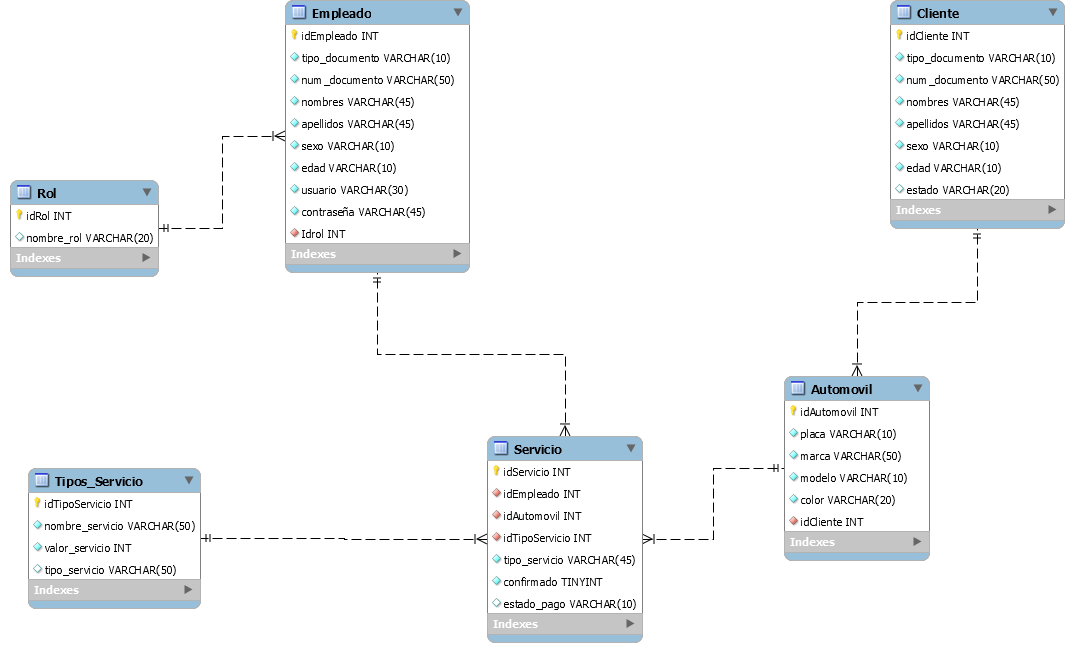 Empleado
idEmpleado INT
tipo_documento VARCHAR(10)
num_documento VARCHAR(50)
nombres VARCHAR(45)
apellidos VARCHAR(45)
sexo VARCHAR(10)
edad VARCHAR(10)
usuario VARCHAR(30)
contraseña VARCHAR(45)
Idrol INT
Indexes
Cliente
idCliente INT
tipo_documento VARCHAR(10)
num_documento VARCHAR(50)
nombres VARCHAR(45)
apellidos VARCHAR(45)
sexo VARCHAR(10)
edad VARCHAR(10)
estado VARCHAR(20)
Indexes
Rol
idRol INT
nombre_rol VARCHAR(20)
Indexes
Automovil
idAutomovil INT
placa VARCHAR(10)
marca VARCHAR(50)
modelo VARCHAR(10)
color VARCHAR(20)
idCliente INT
Indexes
Servicio
idServicio INT
idEmpleado INT
idAutomovil INT
idTipoServicio INT
tipo_servicio VARCHAR(45)
confirmado TINYINT
estado_pago VARCHAR(10)
Indexes
Tipos_Servicio
idTipoServicio INT
nombre_servicio VARCHAR(50)
valor_servicio INT
tipo_servicio VARCHAR(50)
Indexes